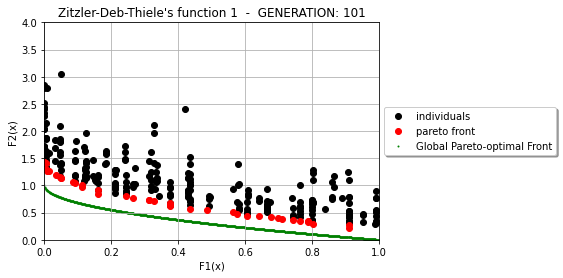 Zitzler-Deb-Thiele's function 1 - GENERATION: 101
4.0
3.5
3.0
2.5
2.0
1.5
1.0
0.5
0.0
F2(x)
0.0 0.2 0.4 0.6 0.8 1.0
F1(x)
individuals
pareto front
Global Pareto-optimal Front